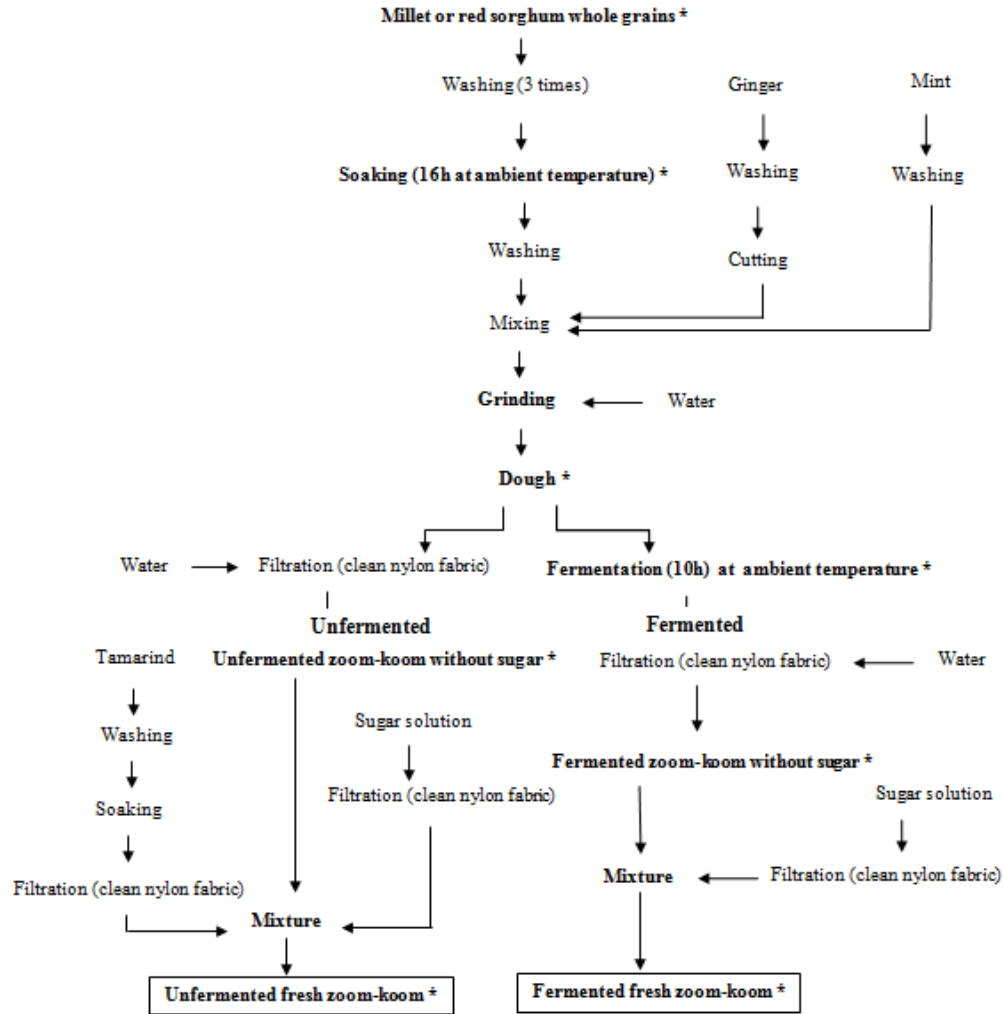 Millet or red sorghum whole grains *
Washing (3 times)
Ginger
Mint
Soaking (16h at ambient temperature) *
Washing
Washing
Washing
Cutting
Mixing
Grinding
Water
Dough *
Water
Filtration (clean nylon fabric)
Fermentation (10h) at ambient temperature *
Unfermented
Fermented
Tamarind
Unfermented zoom-koom without sugar *
Filtration (clean nylon fabric)
Water
Washing
Sugar solution
Fermented zoom-koom without sugar *
Soaking
Filtration (clean nylon fabric)
Sugar solution
Filtration (clean nylon fabric)
Mixture
Filtration (clean nylon fabric)
Mixture
Unfermented fresh zoom-koom *
Fermented fresh zoom-koom *